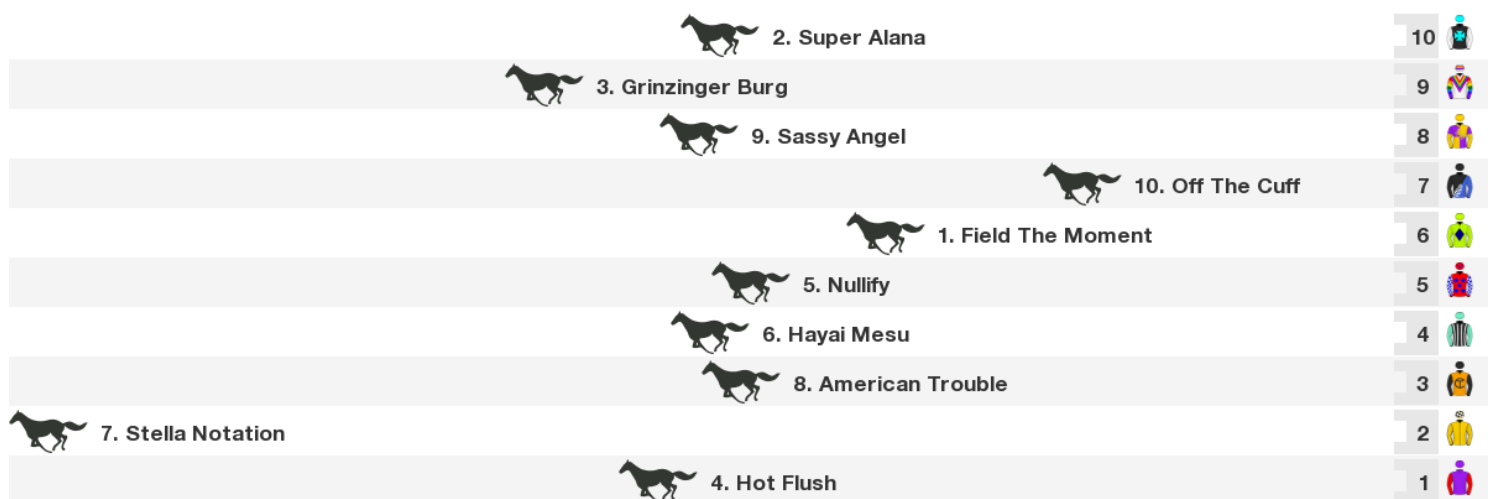 2. Super Alana 10
3. Grinzinger Burg 9
9. Sassy Angel 8
10. Off The Cuff 7
1. Field The Moment 6
5. Nullify 5
6. Hayai Mesu 4
8. American Trouble 3
7. Stella Notation 2
4. Hot Flush 1